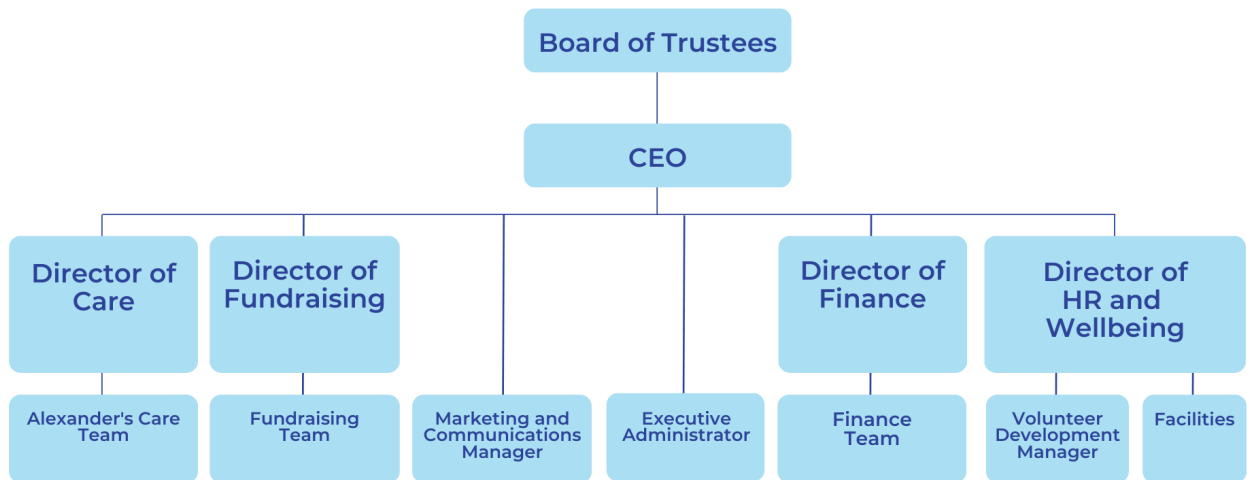 Board of Trustees
CEO
Director of
Care
Director of
Fundraising
Director of
Finance
Director of
HR and
Wellbeing
Alexander's Care
Team
Fundraising
Team
Marketing and
Communications
Manager
Executive
Administrator
Finance
Team
Volunteer
Development
Manager
Facilities